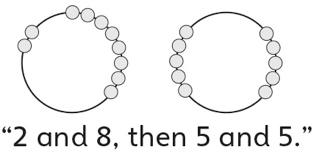 “2 and 8, then 5 and 5.”